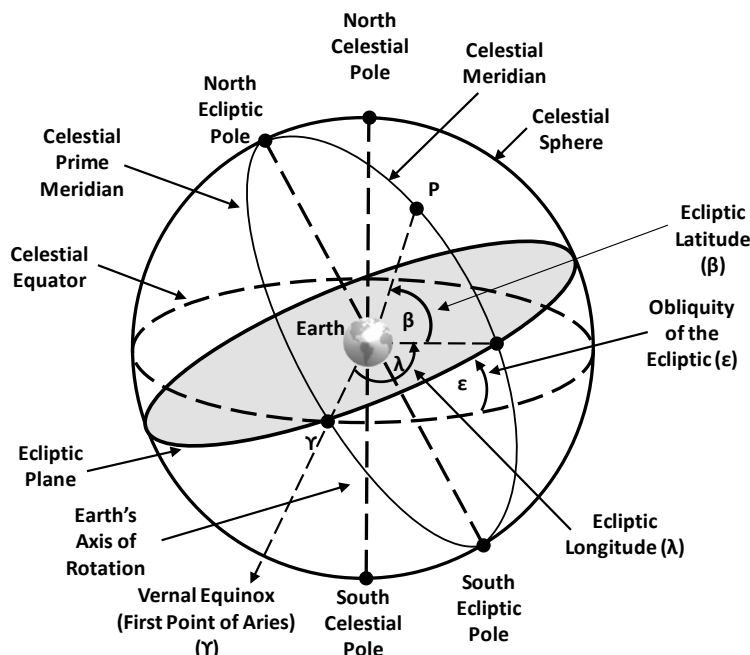 North
Celestial
Pole
Celestial
Meridian
North
Ecliptic
Pole
Celestial
Sphere
Celestial
Prime
Meridian
P
Ecliptic
Latitude
(β)
Celestial
Equator
Earth
β
Obliquity
of the
Ecliptic (ε)
λ
ε
ϒ
Ecliptic
Plane
Earth's
Axis of
Rotation
Ecliptic
Longitude (λ)
Vernal Equinox
(First Point of Aries)
(ϒ)
South
Celestial
Pole
South
Ecliptic
Pole